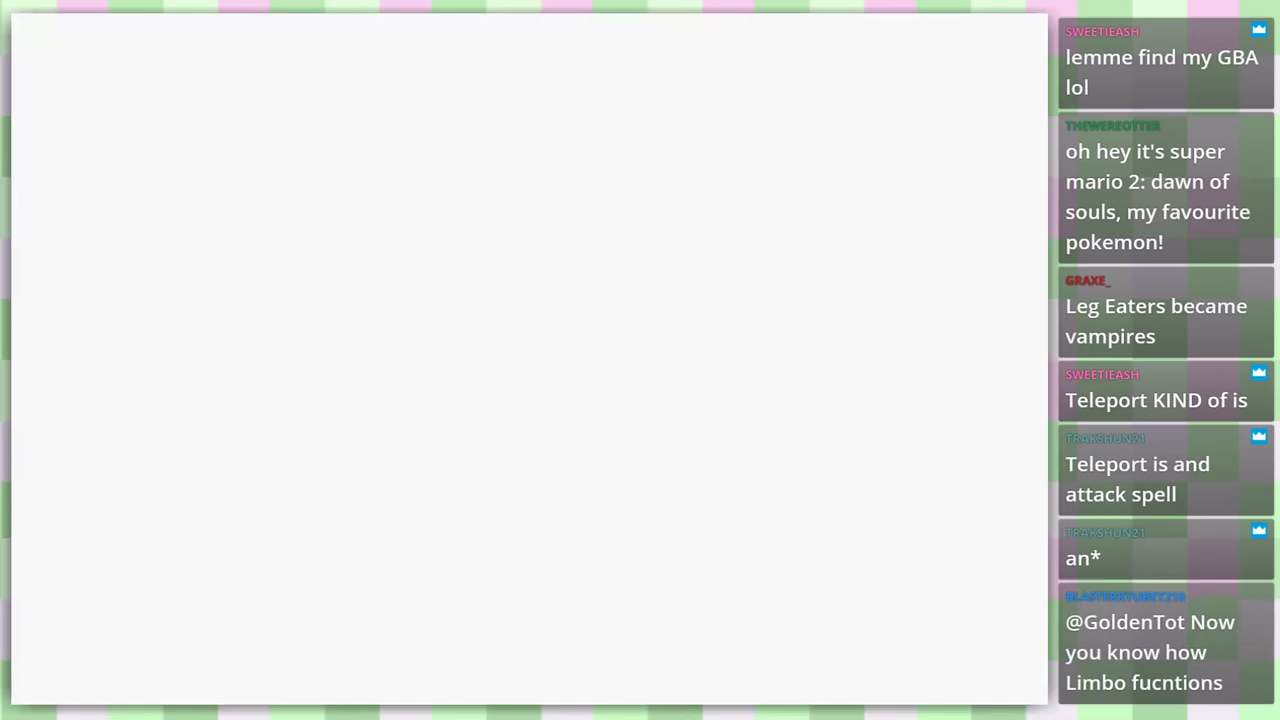 SWEETIEASH
lemme find my GBA
lol
THEWEREOTTER
oh hey it's super
mario 2: dawn of
souls, my favourite
pokemon!
GRAXE_
Leg Eaters became
vampires
SWEETIEASH
Teleport KIND of is
TRAKSHUN21
Teleport is and
attack spell
TRAKSHUN21
an*
@GoldenTot Now
you know how
Limbo fucntions